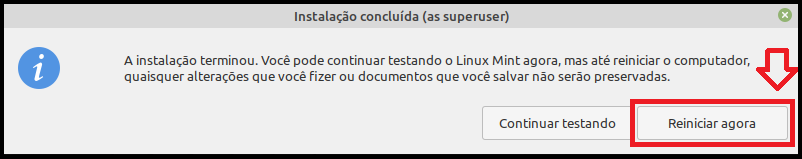 Instalação concluída (as superuser)
A instalação terminou. Você pode continuar testando o Linux Mint agora, mas até reiniciar o computador,
quaisquer alterações que você fizer ou documentos que você salvar não serão preservadas.
Continuar testando
Reiniciar agora